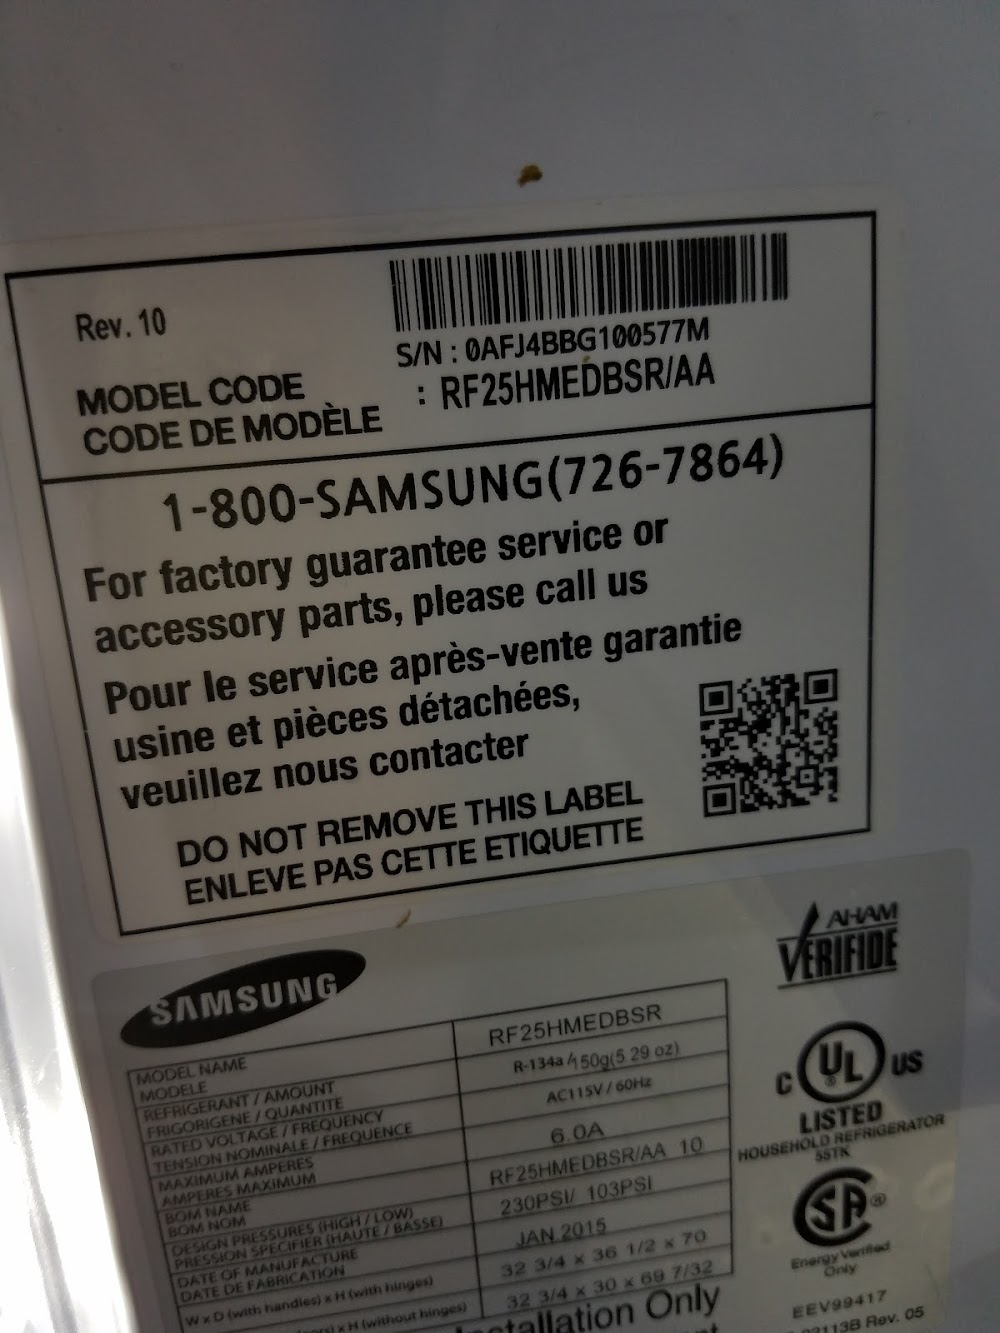 Rev. 10
S/N : 0AFJ4BBG100577M
MODEL CODE
CODE DE MODÈLE : RF25HMEDBSR/AA
1-800-SAMSUNG(726-7864)
For factory guarantee service or
accessory parts, please call us
Pour le service après-vente garantie
usine et pièces détachées,
veuillez nous contacter
DO NOT REMOVE THIS LABEL
ENLEVE PAS CETTE ETIQUETTE
SAMSUNG
AHAM
VERIFIDE
MODEL NAME
MODELE
RF25HMEDBSR
REFRIGERANT / AMOUNT
FRIGORIGENE / QUANTITE
R-134a / 150g(5.29 oz)
RATED VOLTAGE / FREQUENCY
TENSION NOMINALE / FREQUENCE
AC115V / 60Hz
MAXIMUM AMPERES
AMPERES MAXIMUM
6.0A
BOM NAME
BOM NOM
RF25HMEDBSR/AA 10
DESIGN PRESSURES (HIGH / LOW)
PRESSION SPECIFIER (HAUTE / BASSE)
230PSI/ 103PSI
DATE OF MANUFACTURE
DATE DE FABRICATION
JAN.2015
W x D (with handles) x H (with hinges)
32 3/4 x 36 1/2 x 70
x H (without hinges)
32 3/4 x 30 x 69 7/32
C UL ® US
LISTED
HOUSEHOLD REFRIGERATOR
55TK
SA ®
Energy Verified
Only
EEV99417
Rev. 05
Only